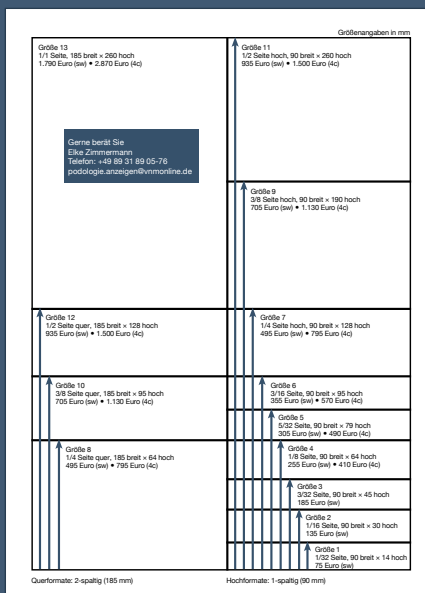 Größenangaben in mm
Größe 13
1/1 Seite, 185 breit × 260 hoch
1.790 Euro (sw) • 2.870 Euro (4c)
Größe 11
1/2 Seite hoch, 90 breit × 260 hoch
935 Euro (sw) • 1.500 Euro (4c)
Gerne berät Sie
Elke Zimmermann
Telefon: +49 89 31 89 05-76
podologie.anzeigen@vnmonline.de
Größe 9
3/8 Seite hoch, 90 breit × 190 hoch
705 Euro (sw) • 1.130 Euro (4c)
Größe 12
1/2 Seite quer, 185 breit × 128 hoch
935 Euro (sw) • 1.500 Euro (4c)
Größe 7
1/4 Seite hoch, 90 breit × 128 hoch
495 Euro (sw) • 795 Euro (4c)
Größe 10
3/8 Seite quer, 185 breit × 95 hoch
705 Euro (sw) • 1.130 Euro (4c)
Größe 6
3/16 Seite, 90 breit × 95 hoch
355 Euro (sw) • 570 Euro (4c)
Größe 5
5/32 Seite, 90 breit × 79 hoch
305 Euro (sw) • 490 Euro (4c)
Größe 8
1/4 Seite quer, 185 breit × 64 hoch
495 Euro (sw) • 795 Euro (4c)
Größe 4
1/8 Seite, 90 breit × 64 hoch
255 Euro (sw) • 410 Euro (4c)
Größe 3
3/32 Seite, 90 breit × 45 hoch
185 Euro (sw)
Größe 2
1/16 Seite, 90 breit × 30 hoch
135 Euro (sw)
Größe 1
1/32 Seite, 90 breit × 14 hoch
75 Euro (sw)
Querformate: 2-spaltig (185 mm)
Hochformate: 1-spaltig (90 mm)